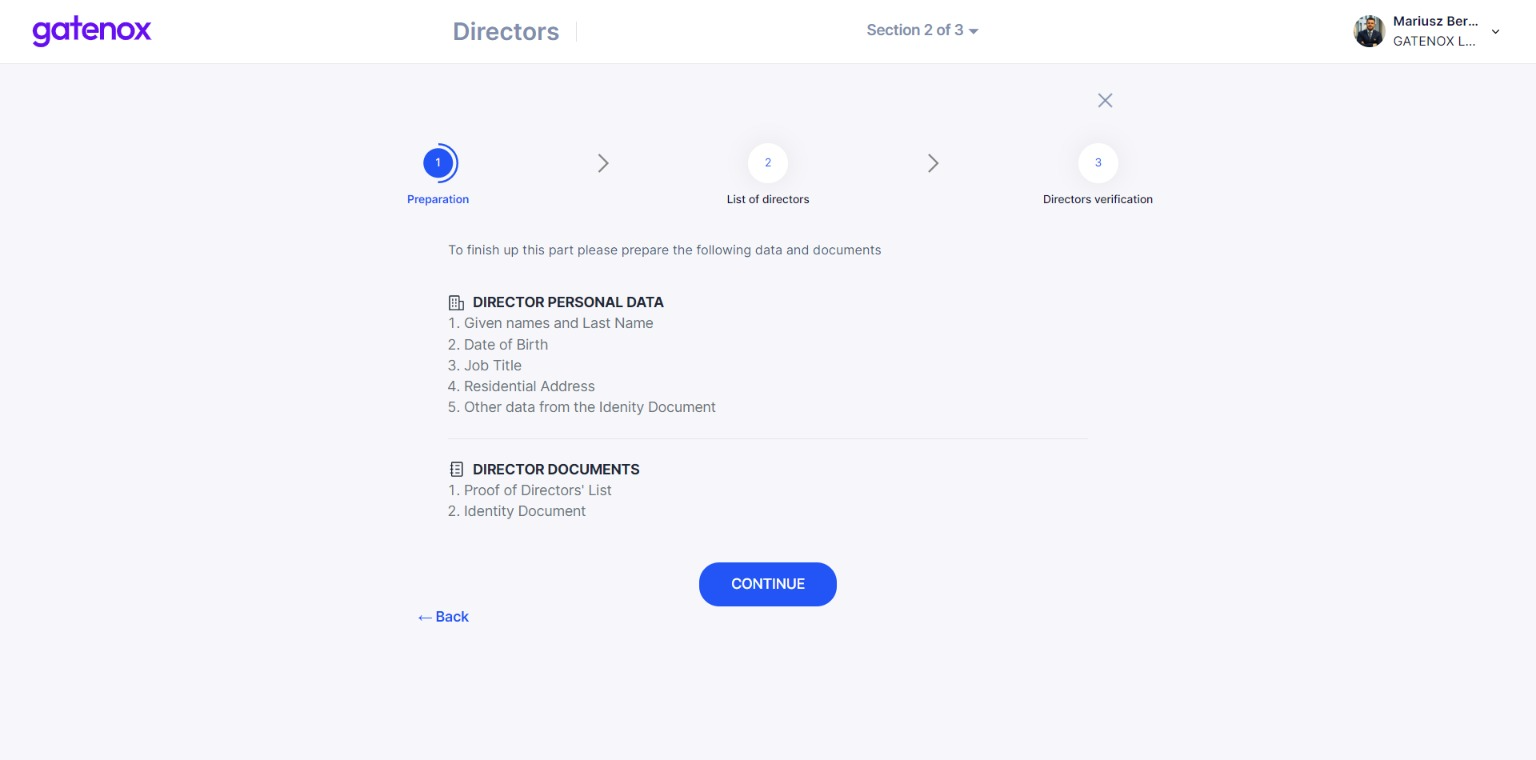 gatenox
Directors
Section 2 of 3
Mariusz Ber...
GATENOX L...
1
2
3
Preparation
List of directors
Directors verification
To finish up this part please prepare the following data and documents
DIRECTOR PERSONAL DATA
1. Given names and Last Name
2. Date of Birth
3. Job Title
4. Residential Address
5. Other data from the Idenity Document
DIRECTOR DOCUMENTS
1. Proof of Directors' List
2. Identity Document
CONTINUE
← Back